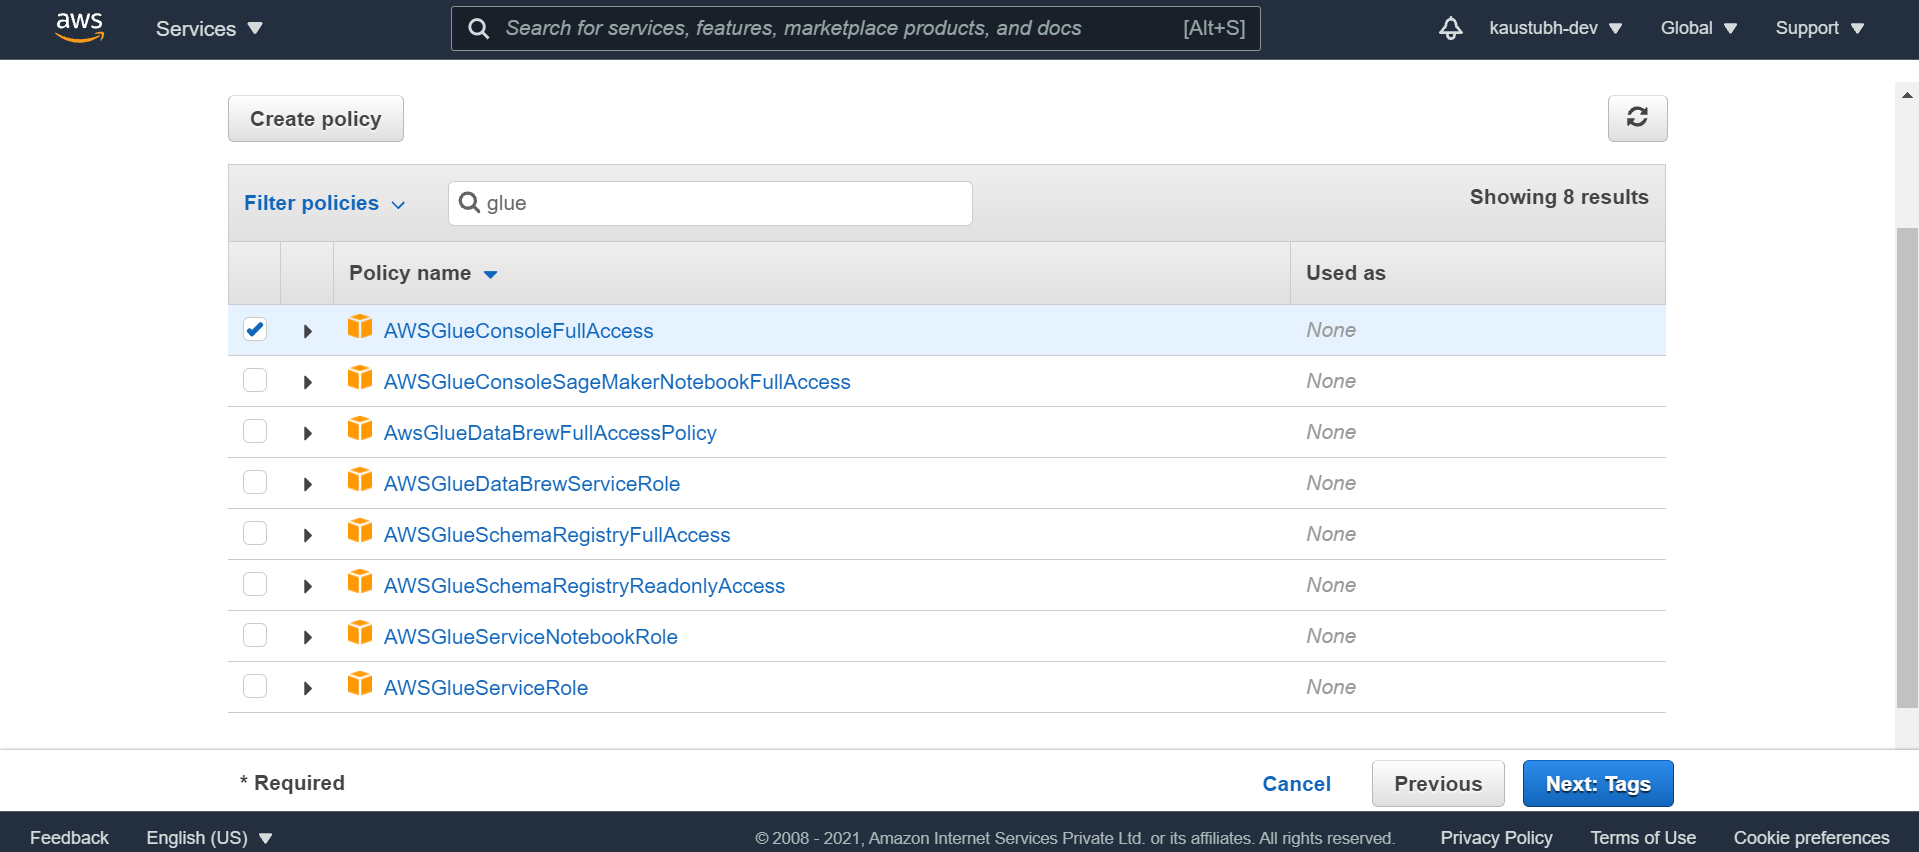 aws Services Search for services, features, marketplace products, and docs [Alt+S] kaustubh-dev Global Support
Create policy
Filter policies glue Showing 8 results
Policy name Used as
AWSGlueConsoleFullAccess None
AWSGlueConsoleSageMakerNotebookFullAccess None
AwsGlueDataBrewFullAccessPolicy None
AWSGlueDataBrewServiceRole None
AWSGlueSchemaRegistryFullAccess None
AWSGlueSchemaRegistryReadonlyAccess None
AWSGlueServiceNotebookRole None
AWSGlueServiceRole None
* Required Cancel Previous Next: Tags
Feedback English (US) © 2008 - 2021, Amazon Internet Services Private Ltd. or its affiliates. All rights reserved. Privacy Policy Terms of Use Cookie preferences